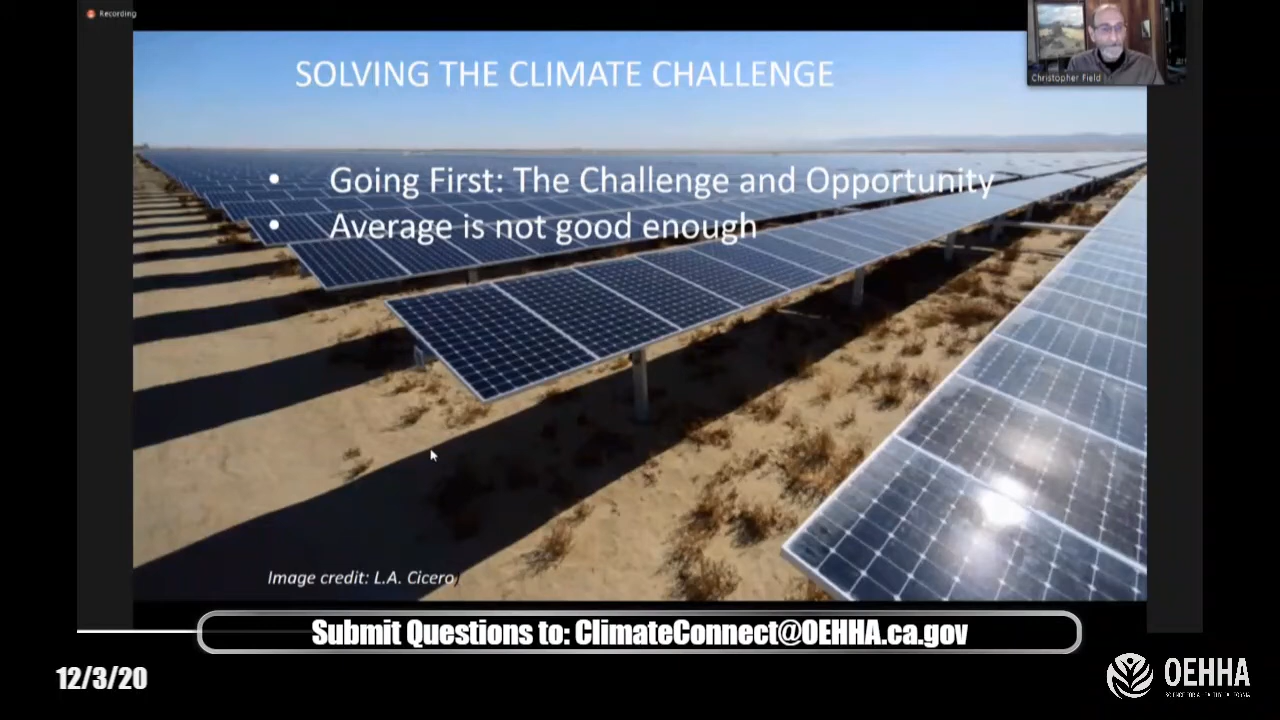 Recording
SOLVING THE CLIMATE CHALLENGE
Christopher Field
• Going First: The Challenge and Opportunity
• Average is not good enough
Image credit: L.A. Cicero
Submit Questions to: ClimateConnect@OEHHA.ca.gov
12/3/20
OEHHA